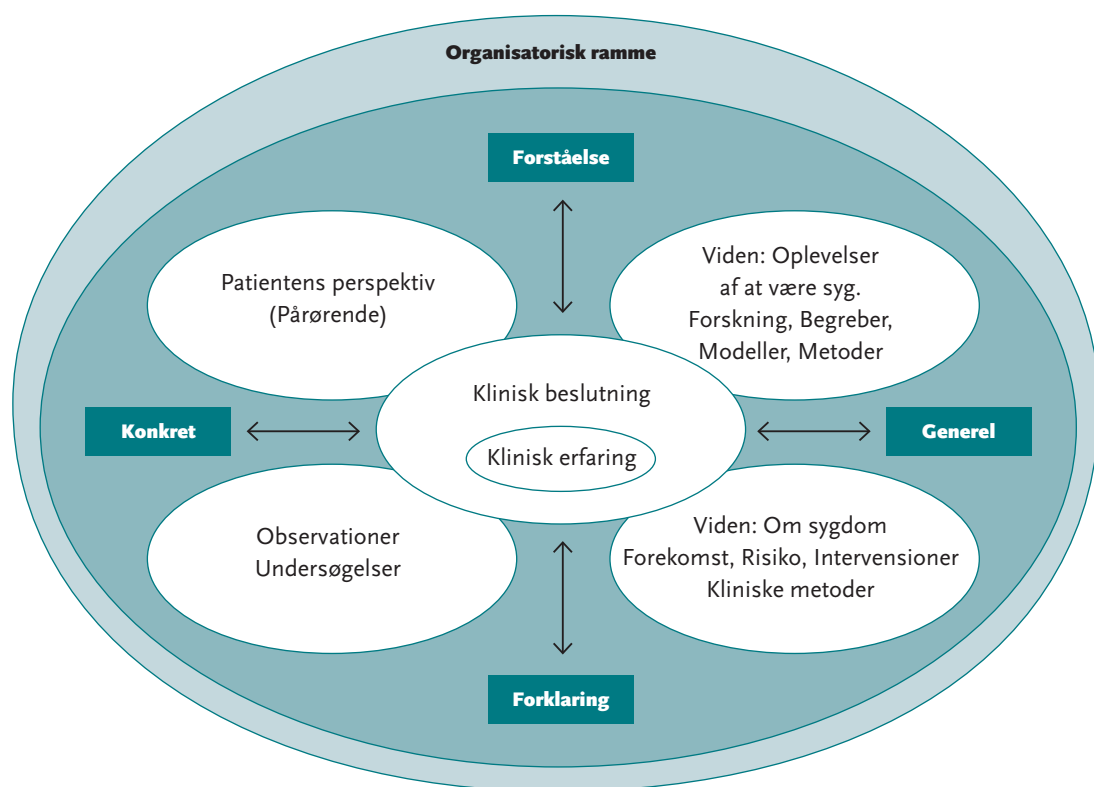 Organisatorisk ramme
Forståelse
Patientens perspektiv
(Pårørende)
Viden: Oplevelser
af at være syg.
Forskning, Begreber,
Modeller, Metoder
Klinisk beslutning
Klinisk erfaring
Konkret
Generel
Observationer
Undersøgelser
Viden: Om sygdom
Forekomst, Risiko, Intervensioner
Kliniske metoder
Forklaring